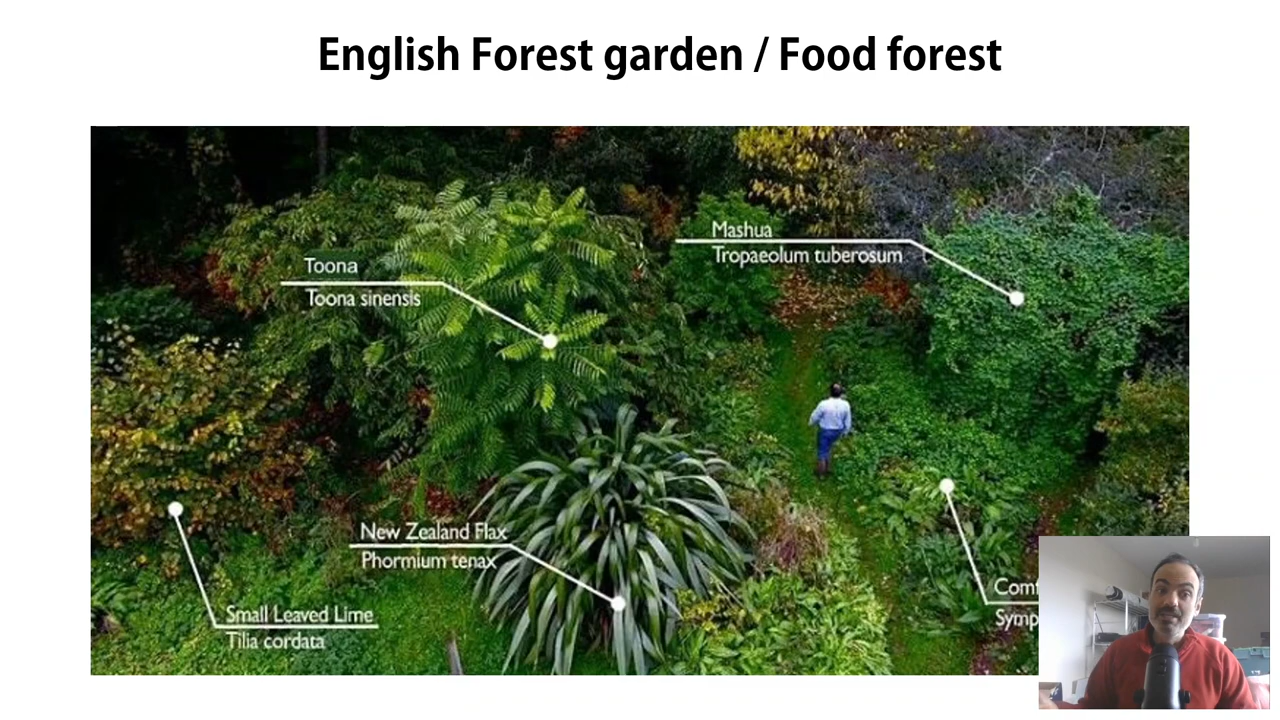 English Forest garden / Food forest
Mashua
Tropaeolum tuberosum
Toona
Toona sinensis
New Zealand Flax
Phormium tenax
Small Leaved Lime
Tilia cordata